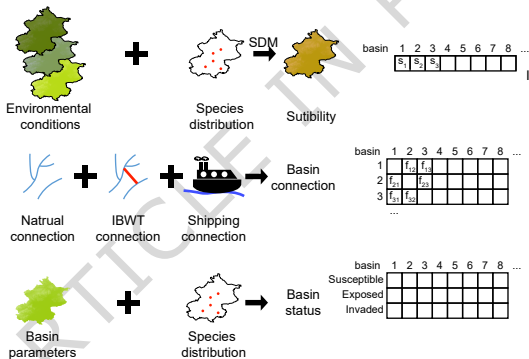 SDM
basin 1 2 3 4 5 6 7 8 ...
S1 S2 S3
I
Environmental conditions
Species distribution
Sutibility
basin 1 2 3 4 5 6 7 8 ...
1 f12 f13
2 f21 f23
3 f31 f32
...
Basin connection
Natrual connection
IBWT connection
Shipping connection
basin 1 2 3 4 5 6 7 8 ...
Susceptible
Exposed
Invaded
Basin status
Basin parameters
Species distribution
RTICLE IN